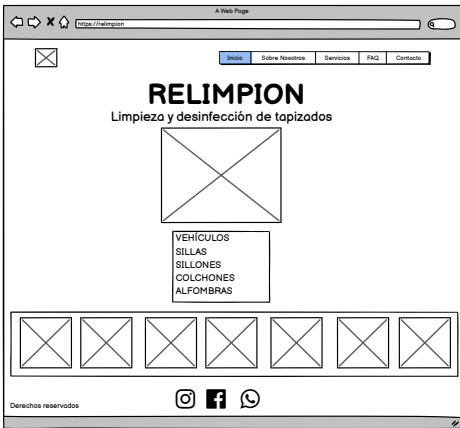 A Web Page
https://relimpion
Inicio Sobre Nosotros Servicios FAQ Contacto
RELIMPION
Limpieza y desinfección de tapizados
VEHÍCULOS
SILLAS
SILLONES
COLCHONES
ALFOMBRAS
Derechos reservados